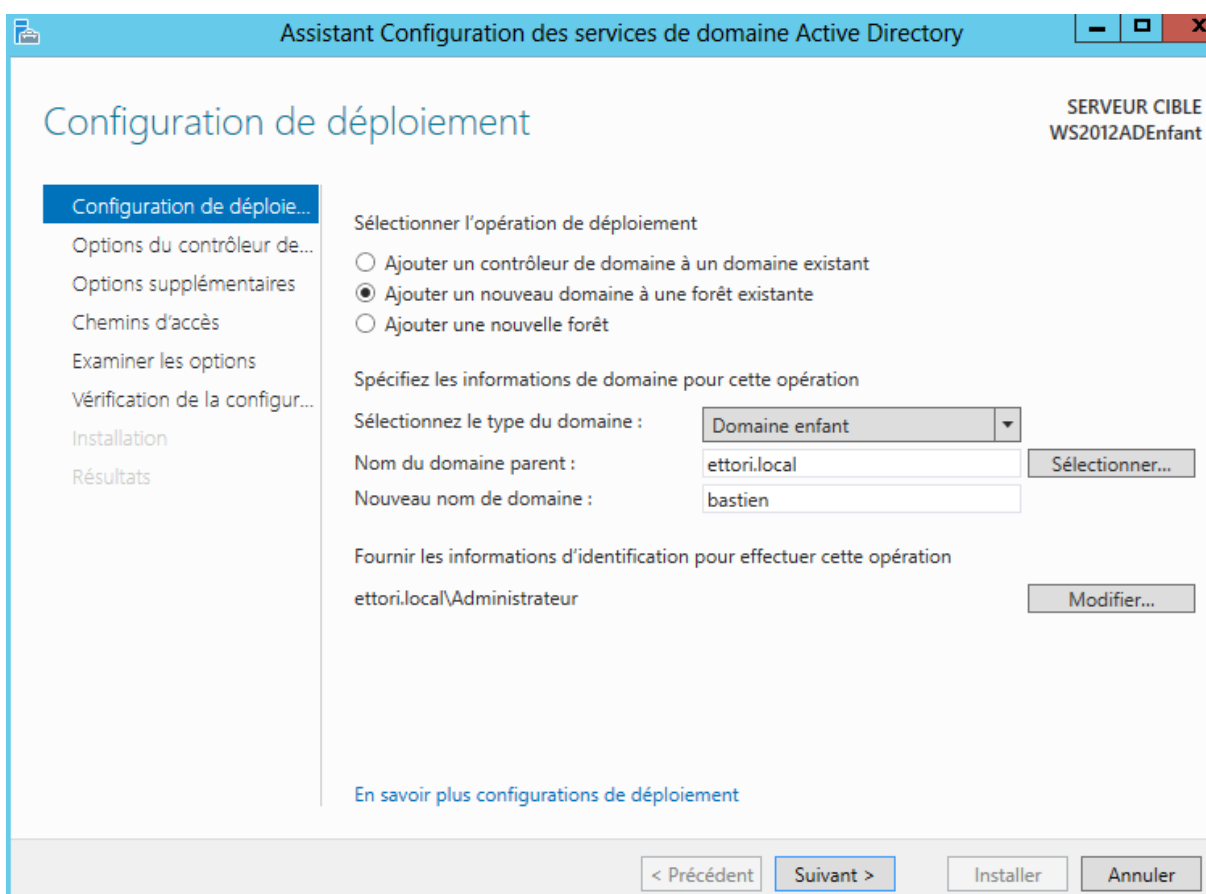 Assistant Configuration des services de domaine Active Directory
Configuration de déploiement
SERVEUR CIBLE
WS2012ADEnfant
Configuration de déploie...
Options du contrôleur de...
Options supplémentaires
Chemins d'accès
Examiner les options
Vérification de la configur...
Installation
Résultats
Sélectionner l'opération de déploiement
Ajouter un contrôleur de domaine à un domaine existant
Ajouter un nouveau domaine à une forêt existante
Ajouter une nouvelle forêt
Spécifiez les informations de domaine pour cette opération
Sélectionnez le type du domaine : Domaine enfant
Nom du domaine parent : ettori.local Sélectionner...
Nouveau nom de domaine : bastien
Fournir les informations d'identification pour effectuer cette opération
ettori.local\Administrateur Modifier...
En savoir plus configurations de déploiement
< Précédent Suivant > Installer Annuler